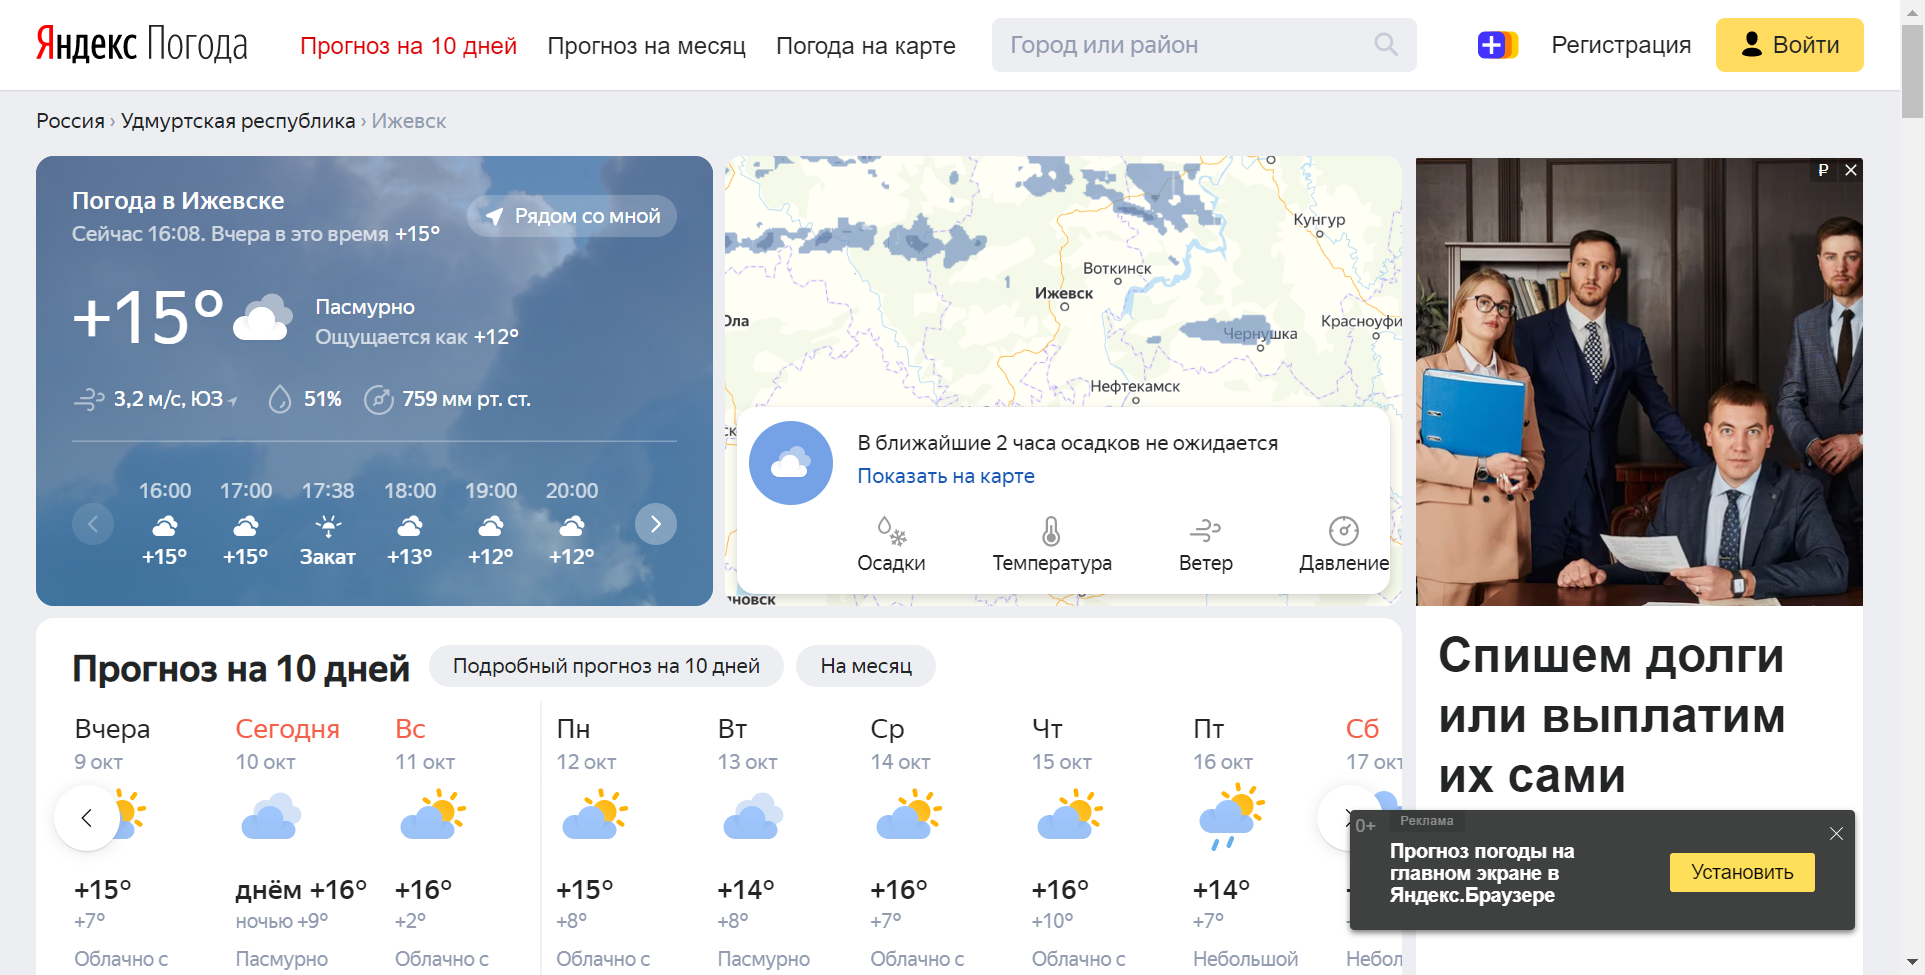 Яндекс Погода
Прогноз на 10 дней
Прогноз на месяц
Погода на карте
Город или район
Регистрация
Войти
Россия › Удмуртская республика › Ижевск
Погода в Ижевске
Рядом со мной
Сейчас 16:08. Вчера в это время +15°
+15°
Пасмурно
Ощущается как +12°
3,2 м/с, ЮЗ
51%
759 мм рт. ст.
16:00 17:00 17:38 18:00 19:00 20:00
+15° +15° Закат +13° +12° +12°
Кунгур
Воткинск
Ижевск
Ола
Чернушка
Красноуфи
Нефтекамск
ск
новск
В ближайшие 2 часа осадков не ожидается
Показать на карте
Осадки Температура Ветер Давление
₽
Спишем долги
или выплатим
их сами
Прогноз на 10 дней
Подробный прогноз на 10 дней
На месяц
Вчера Сегодня Вс Пн Вт Ср Чт Пт Сб
9 окт 10 окт 11 окт 12 окт 13 окт 14 окт 15 окт 16 окт 17 окт
+15° днём +16° +16° +15° +14° +16° +16° +14°
+7° ночью +9° +2° +8° +8° +7° +10° +7°
Облачно с Пасмурно Облачно с Облачно с Пасмурно Облачно с Облачно с Небольшой Небол
0+
Реклама
Прогноз погоды на
главном экране в
Яндекс.Браузере
Установить